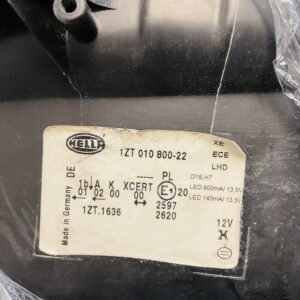 HELLA
1ZT 010 800-22
XE
ECE
LHD
DE
PL
D1S;H7
A K XCERT E1 20
LED 800mA/ 13.5V
01 02 00 00
LED 145mA/ 13.5V
1ZT.1636
2597
2620
12V
Made in Germany